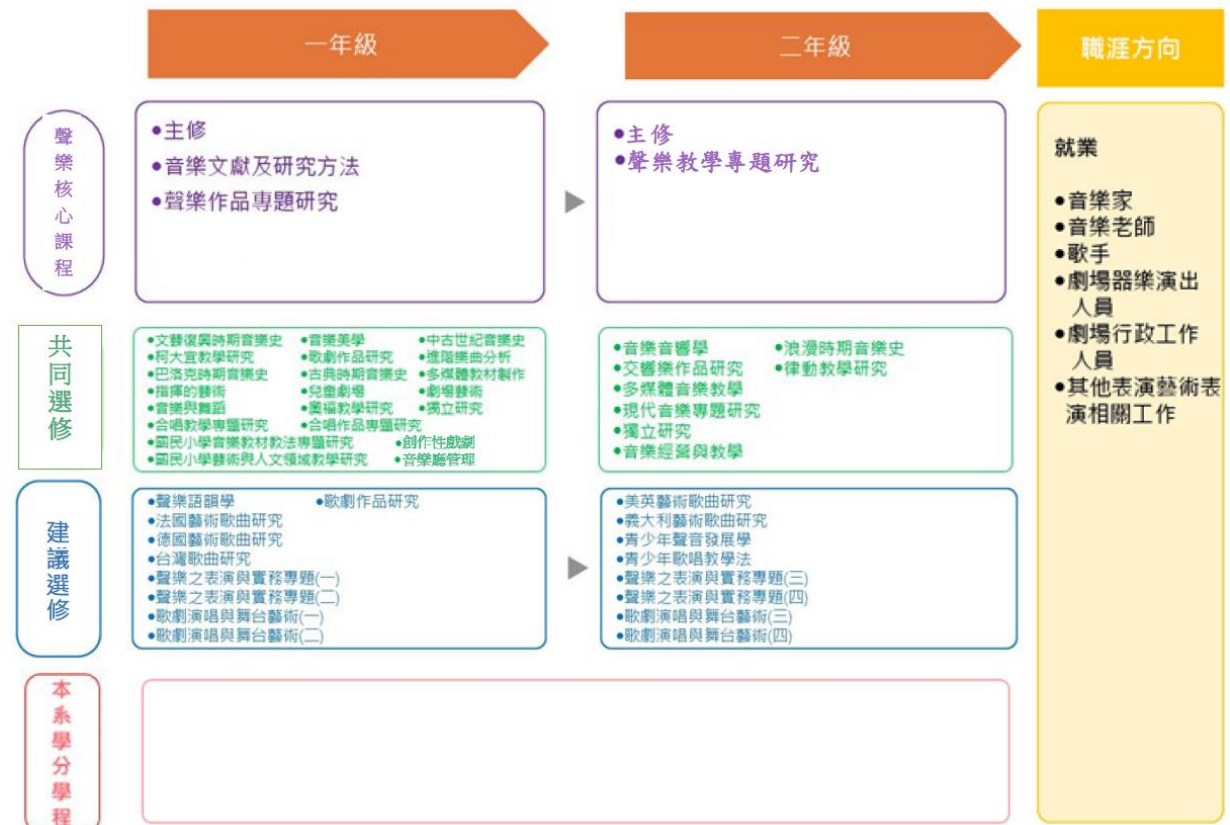 一年級
二年級
職涯方向
聲樂核心課程
●主修
●音樂文獻及研究方法
●聲樂作品專題研究
●主修
●聲樂教學專題研究
共同選修
●文藝復興時期音樂史 ●音樂美學 ●中古世紀音樂史
●柯大宜教學研究 ●歌劇作品研究 ●進階樂曲分析
●巴洛克時期音樂史 ●古典時期音樂史 ●多媒體教材製作
●指揮的藝術 ●兒童劇場 ●劇場藝術
●音樂與舞蹈 ●奧福教學研究 ●獨立研究
●合唱教學專題研究 ●合唱作品專題研究
●國民小學音樂教材教法專題研究 ●創作性戲劇
●國民小學藝術與人文領域教學研究 ●音樂廳管理
●音樂音響學 ●浪漫時期音樂史
●交響樂作品研究 ●律動教學研究
●多媒體音樂教學
●現代音樂專題研究
●獨立研究
●音樂經營與教學
建議選修
●聲樂語韻學 ●歌劇作品研究
●法國藝術歌曲研究
●德國藝術歌曲研究
●台灣歌曲研究
●聲樂之表演與實務專題(一)
●聲樂之表演與實務專題(二)
●歌劇演唱與舞台藝術(一)
●歌劇演唱與舞台藝術(二)
●美英藝術歌曲研究
●義大利藝術歌曲研究
●青少年聲音發展學
●青少年歌唱教學法
●聲樂之表演與實務專題(三)
●聲樂之表演與實務專題(四)
●歌劇演唱與舞台藝術(三)
●歌劇演唱與舞台藝術(四)
本系學分學程
就業
●音樂家
●音樂老師
●歌手
●劇場器樂演出
人員
●劇場行政工作
人員
●其他表演藝術表
演相關工作